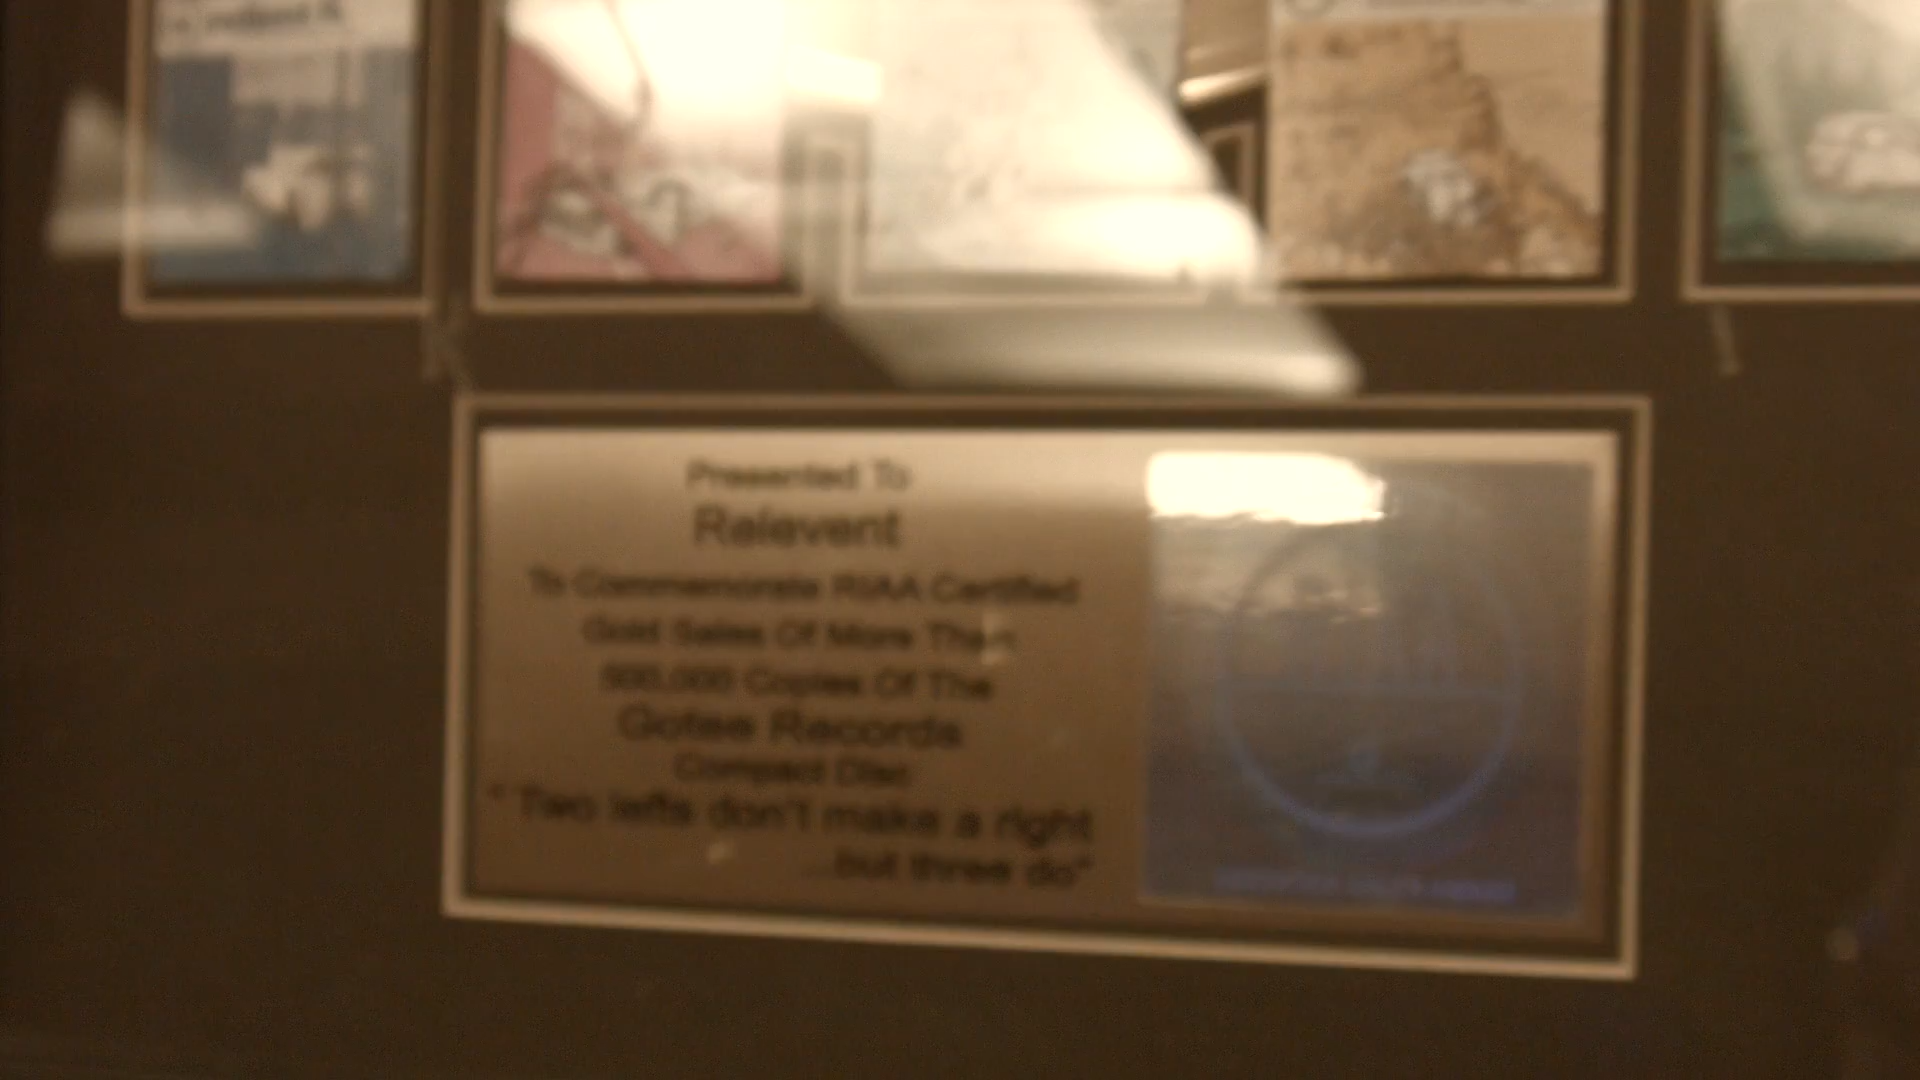 Presented To
Relevent
To Commemorate RIAA Certified
Gold Sales Of More Than
500,000 Copies Of The
Gotee Records
Compact Disc
"Two lefts don't make a right
...but three do"